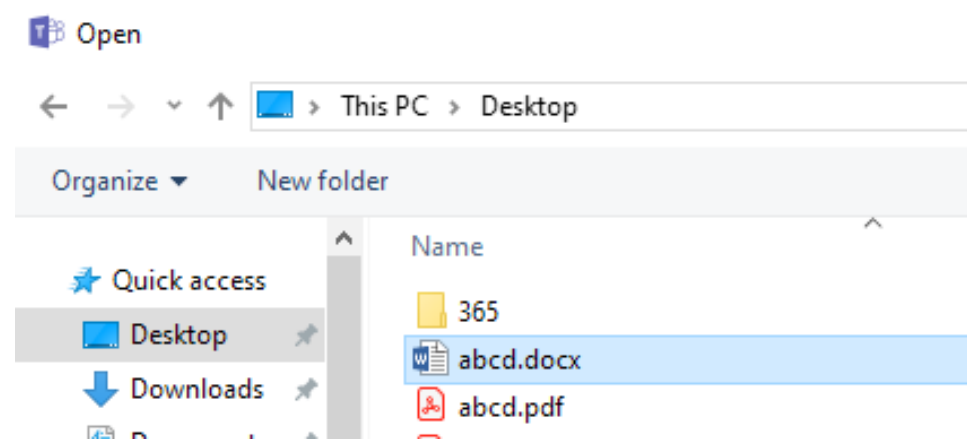 Open
This PC > Desktop
Organize
New folder
Name
Quick access
Desktop
Downloads
365
abcd.docx
abcd.pdf